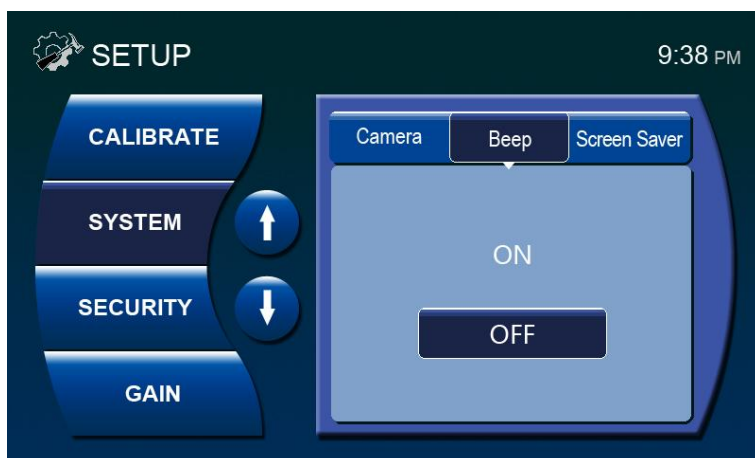 SETUP
9:38 PM
CALIBRATE
SYSTEM
SECURITY
GAIN
Camera
Beep
Screen Saver
ON
OFF